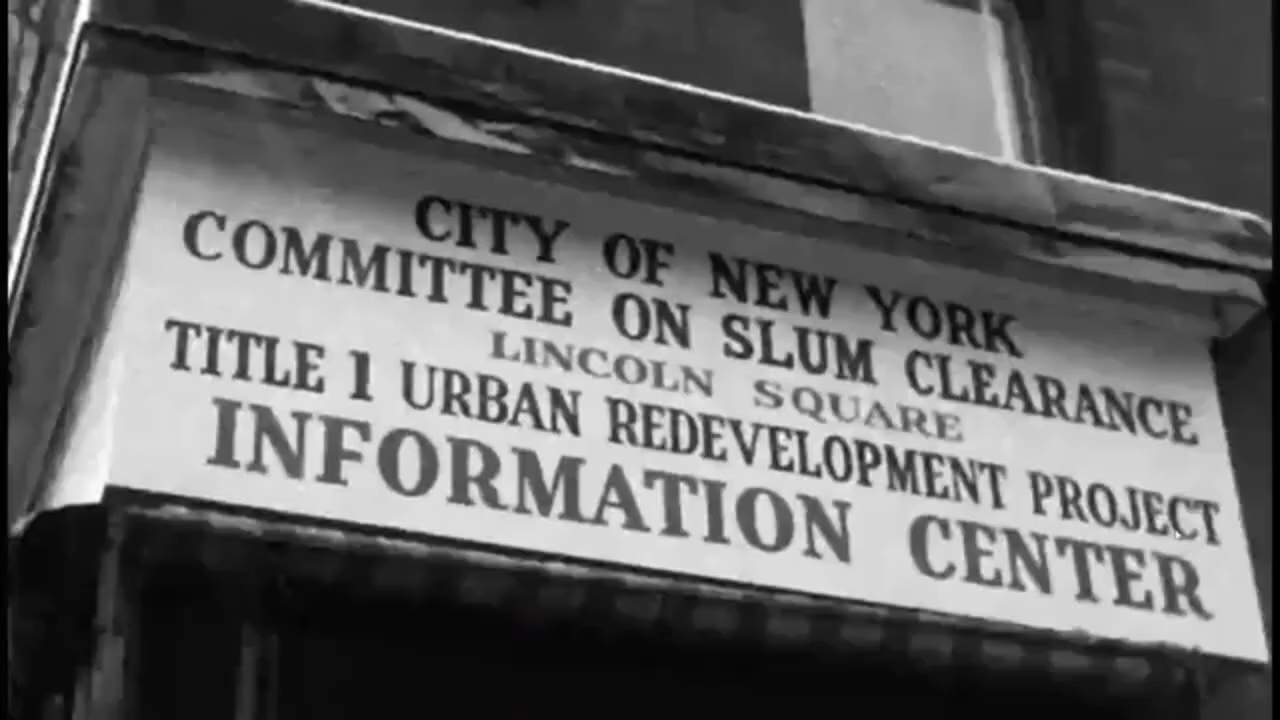 CITY OF NEW YORK
COMMITTEE ON SLUM CLEARANCE
LINCOLN SQUARE
TITLE 1 URBAN REDEVELOPMENT PROJECT
INFORMATION CENTER